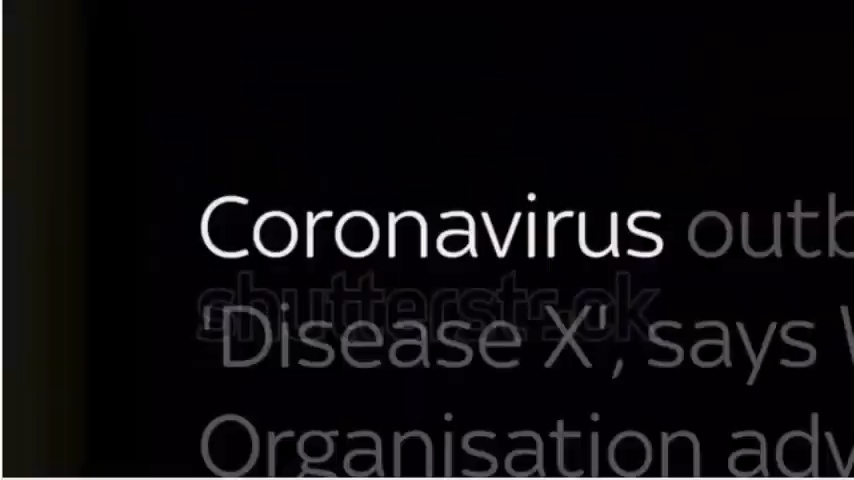 Coronavirus outb
shutterstock
'Disease X', says W
Organisation adv